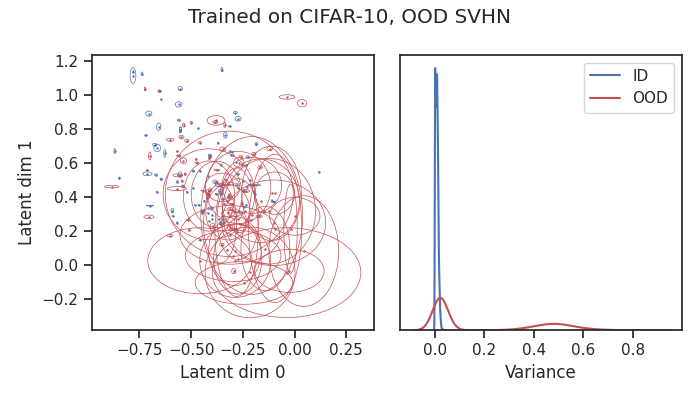 Trained on CIFAR-10, OOD SVHN
1.2
1.0
0.8
0.6
0.4
0.2
0.0
−0.2
Latent dim 1
−0.75 −0.50 −0.25 0.00 0.25
Latent dim 0
ID
OOD
0.0 0.2 0.4 0.6 0.8
Variance